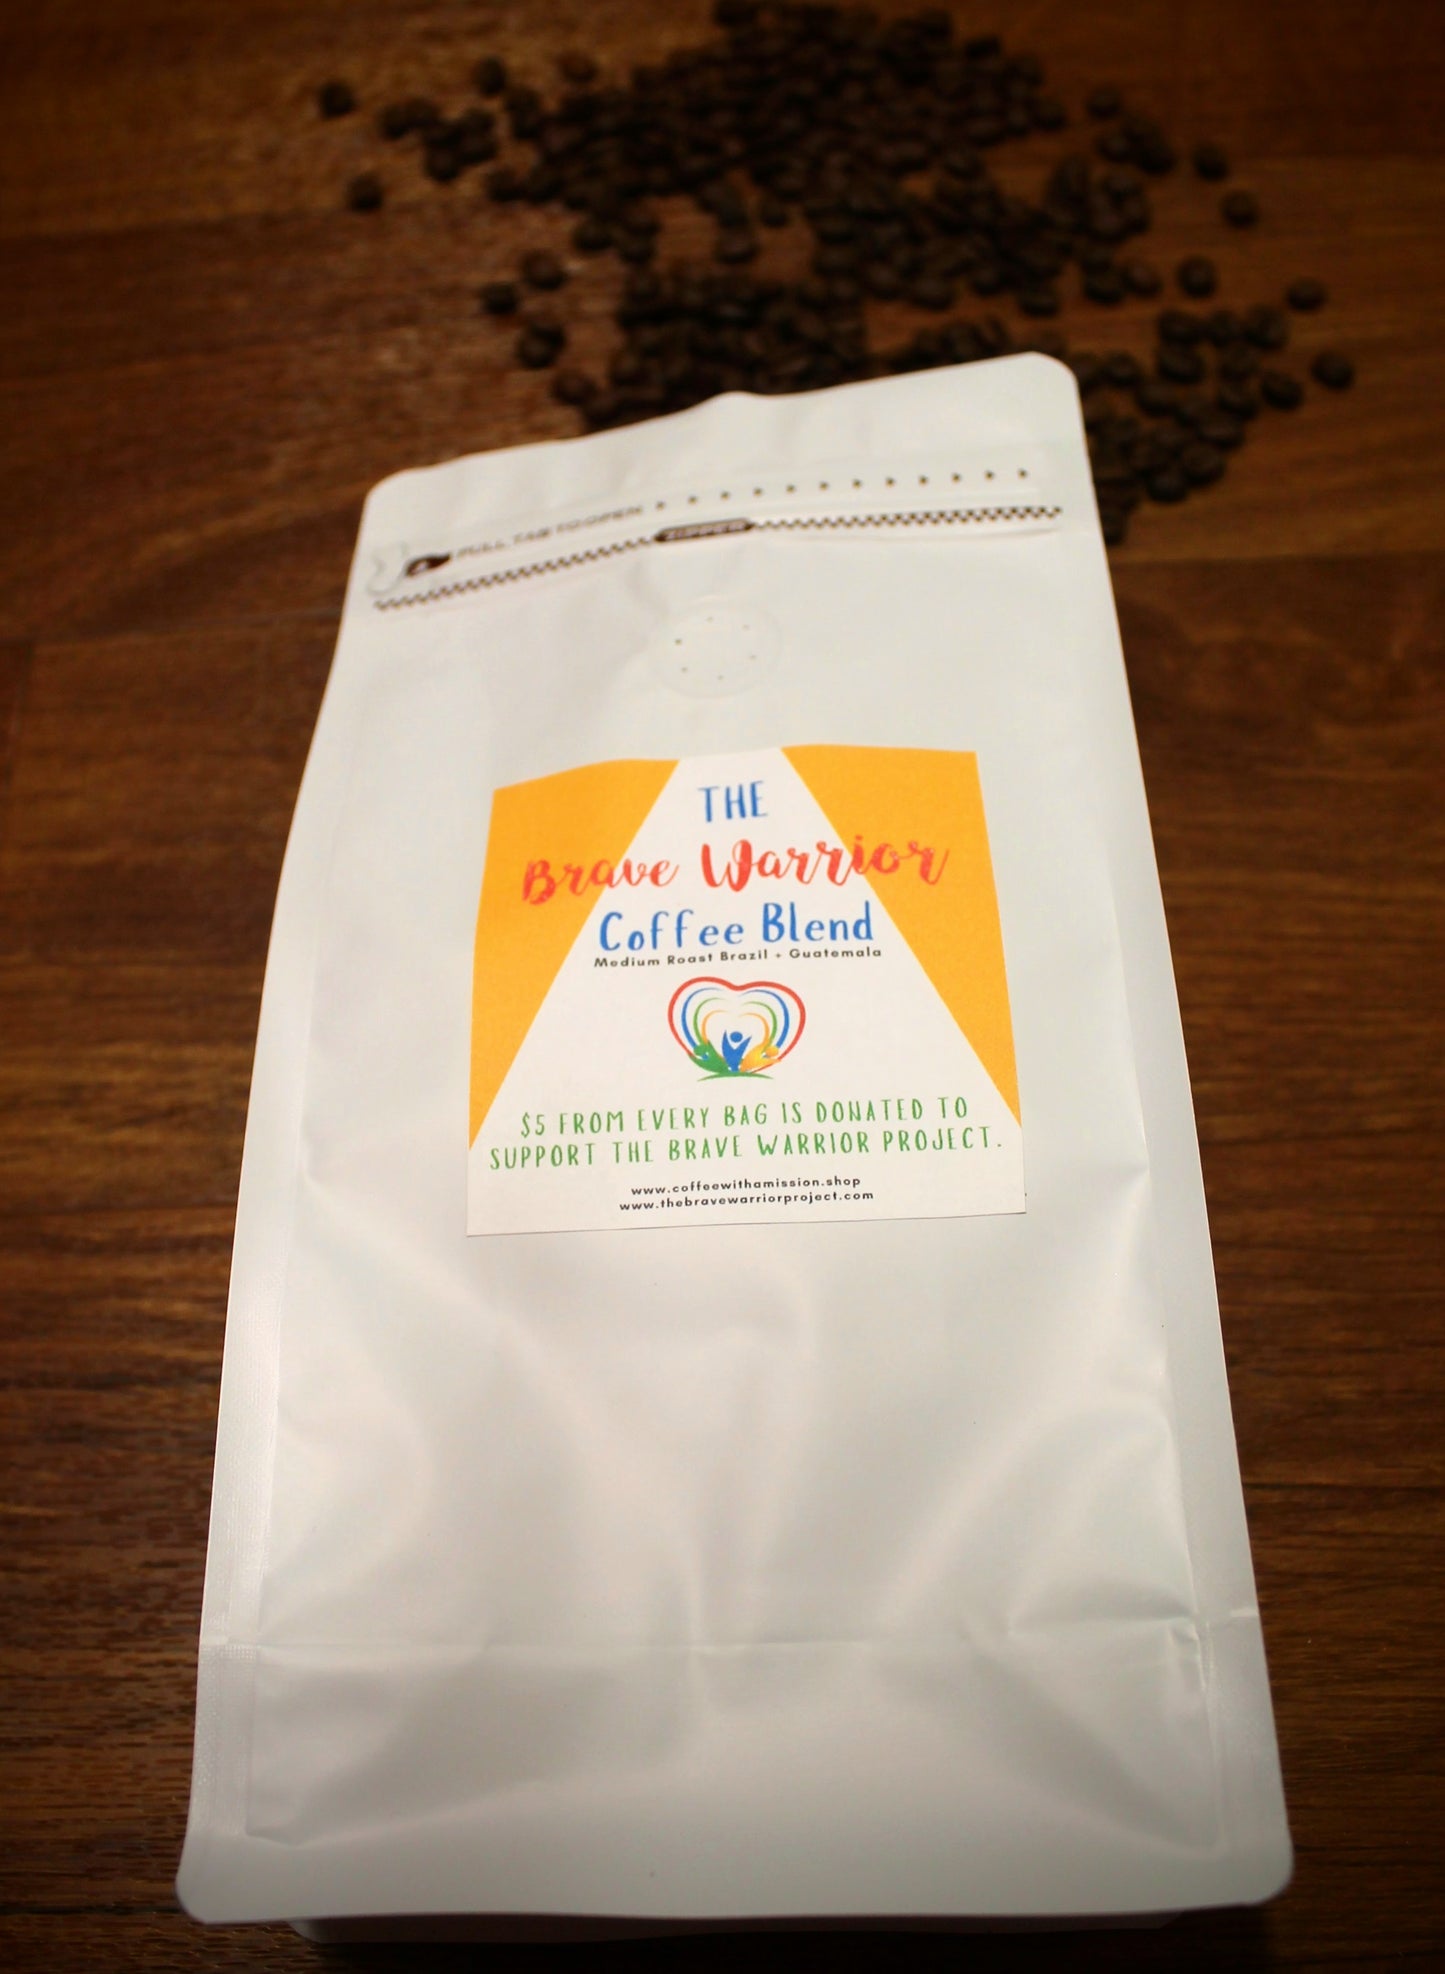 PULL TAB TO OPEN
ZIPPER
THE
Brave Warrior
Coffee Blend
Medium Roast Brazil + Guatemala
$5 FROM EVERY BAG IS DONATED TO
SUPPORT THE BRAVE WARRIOR PROJECT.
www.coffeewithamission.shop
www.thebravewarriorproject.com